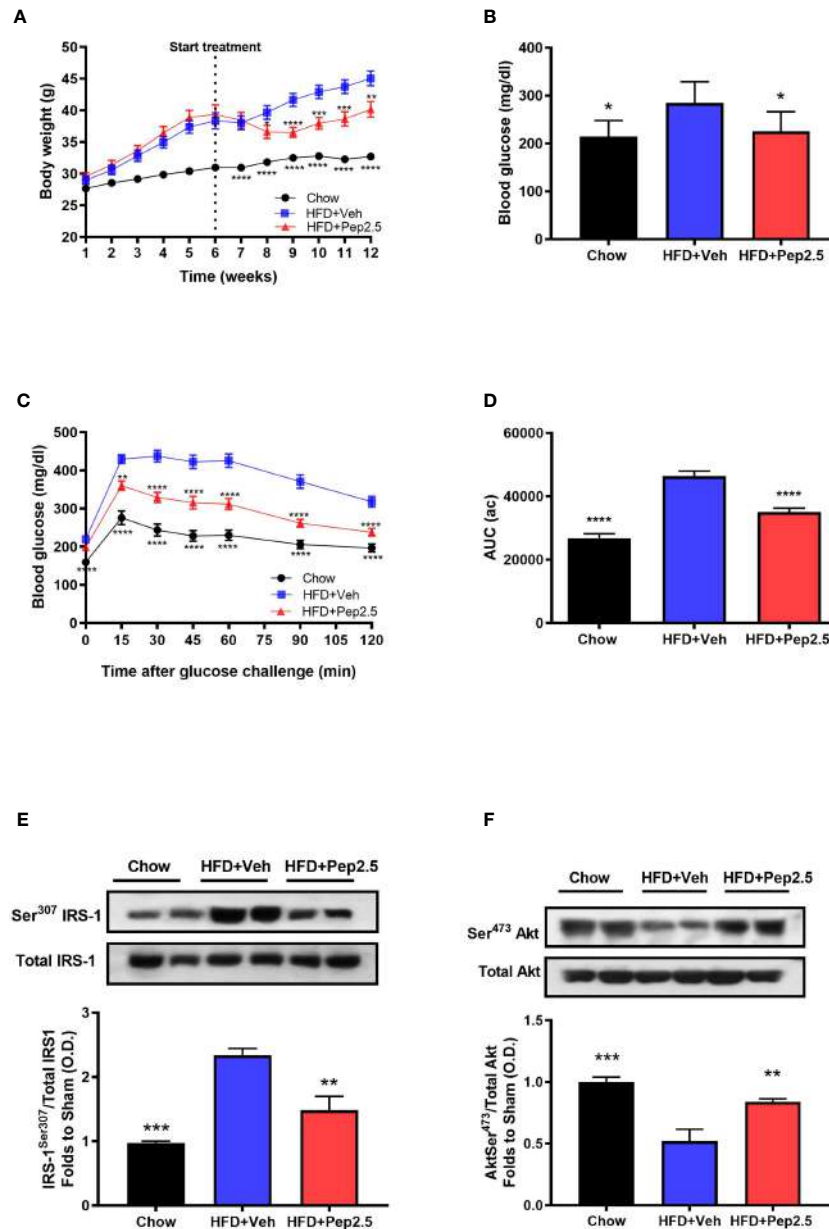 A
Start treatment
50
45
40
35
30
25
20
Body weight (g)
*
****
***
***
**
****
****
****
****
****
****
Chow
HFD+Veh
HFD+Pep2.5
1 2 3 4 5 6 7 8 9 10 11 12
Time (weeks)
B
400
300
200
100
0
Blood glucose (mg/dl)
*
*
Chow HFD+Veh HFD+Pep2.5
C
500
400
300
200
100
0
Blood glucose (mg/dl)
**
****
****
****
****
****
****
****
****
****
****
****
****
Chow
HFD+Veh
HFD+Pep2.5
0 15 30 45 60 75 90 105 120
Time after glucose challenge (min)
D
60000
40000
20000
0
AUC (ac)
****
****
Chow HFD+Veh HFD+Pep2.5
E
Chow HFD+Veh HFD+Pep2.5
Ser³⁰⁷ IRS-1
Total IRS-1
3
2
1
0
IRS-1^Ser307/Total IRS1
Folds to Sham (O.D.)
***
**
Chow HFD+Veh HFD+Pep2.5
F
Chow HFD+Veh HFD+Pep2.5
Ser⁴⁷³ Akt
Total Akt
1.5
1.0
0.5
0.0
AktSer⁴⁷³/Total Akt
Folds to Sham (O.D.)
***
**
Chow HFD+Veh HFD+Pep2.5